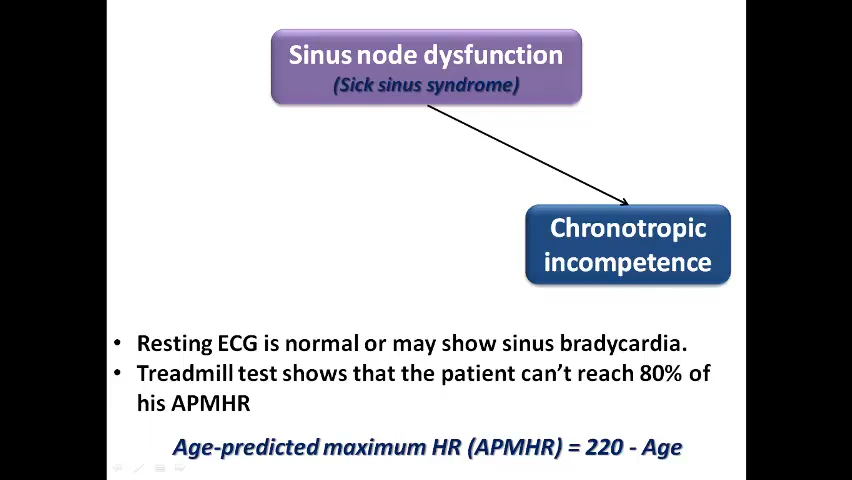 Sinus node dysfunction
(Sick sinus syndrome)
Chronotropic
incompetence
• Resting ECG is normal or may show sinus bradycardia.
• Treadmill test shows that the patient can't reach 80% of
his APMHR
Age-predicted maximum HR (APMHR) = 220 - Age